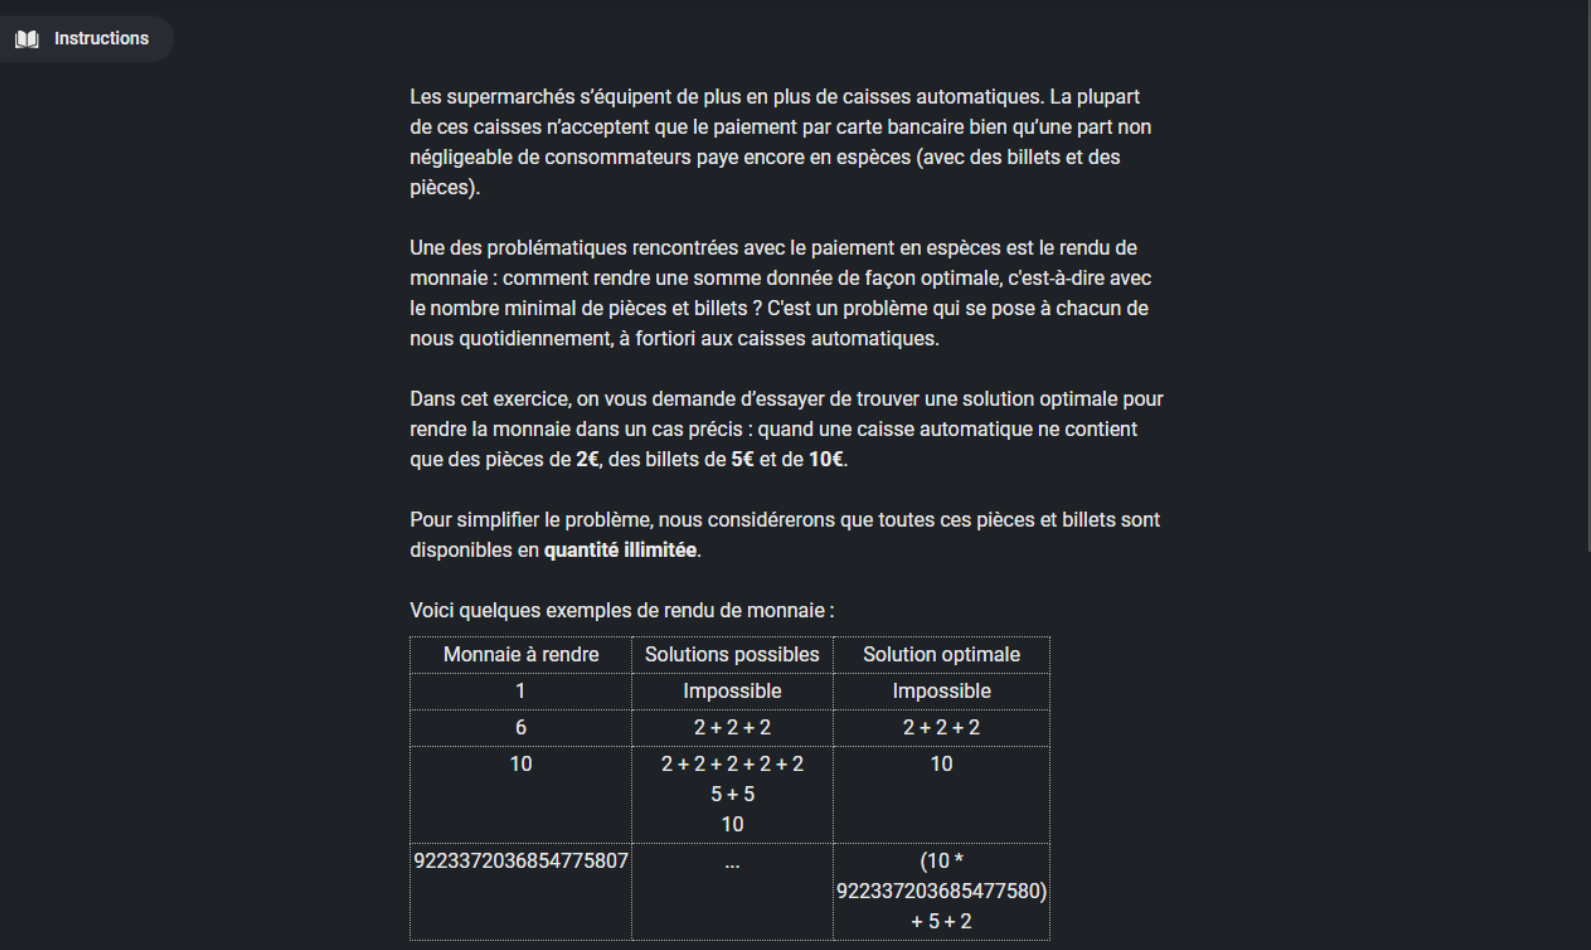 Instructions
Les supermarchés s’équipent de plus en plus de caisses automatiques. La plupart
de ces caisses n’acceptent que le paiement par carte bancaire bien qu’une part non
négligeable de consommateurs paye encore en espèces (avec des billets et des
pièces).
Une des problématiques rencontrées avec le paiement en espèces est le rendu de
monnaie : comment rendre une somme donnée de façon optimale, c'est-à-dire avec
le nombre minimal de pièces et billets ? C'est un problème qui se pose à chacun de
nous quotidiennement, à fortiori aux caisses automatiques.
Dans cet exercice, on vous demande d’essayer de trouver une solution optimale pour
rendre la monnaie dans un cas précis : quand une caisse automatique ne contient
que des pièces de 2€, des billets de 5€ et de 10€.
Pour simplifier le problème, nous considérerons que toutes ces pièces et billets sont
disponibles en quantité illimitée.
Voici quelques exemples de rendu de monnaie :
Monnaie à rendre Solutions possibles Solution optimale
1 Impossible Impossible
6 2 + 2 + 2 2 + 2 + 2
10 2 + 2 + 2 + 2 + 2 10
5 + 5
10
9223372036854775807 ... (10 *
922337203685477580)
+ 5 + 2